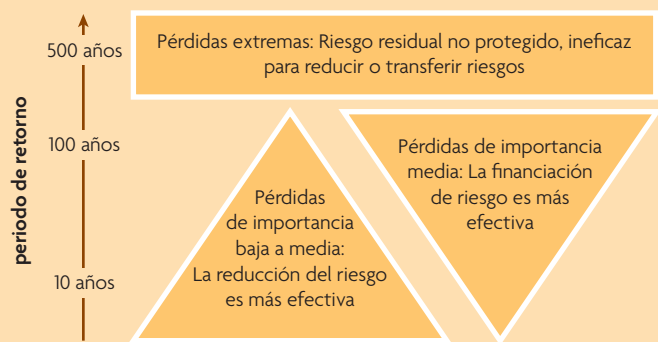 periodo de retorno
500 años
100 años
10 años
Pérdidas extremas: Riesgo residual no protegido, ineficaz
para reducir o transferir riesgos
Pérdidas
de importancia
baja a media:
La reducción del riesgo
es más efectiva
Pérdidas de importancia
media: La financiación
de riesgo es más
efectiva